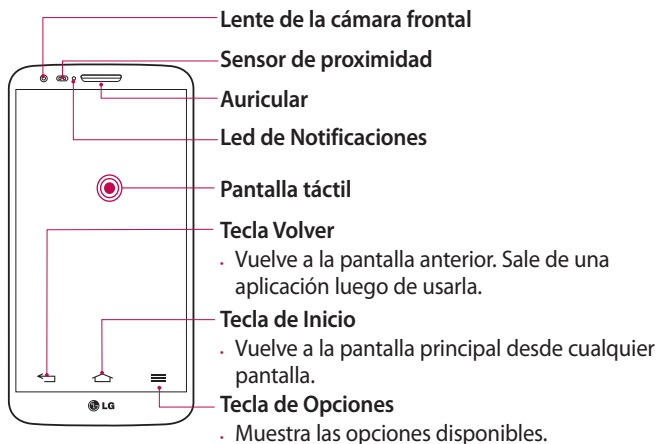 Lente de la cámara frontal
Sensor de proximidad
Auricular
Led de Notificaciones
Pantalla táctil
Tecla Volver
• Vuelve a la pantalla anterior. Sale de una
aplicación luego de usarla.
Tecla de Inicio
• Vuelve a la pantalla principal desde cualquier
pantalla.
Tecla de Opciones
• Muestra las opciones disponibles.
LG